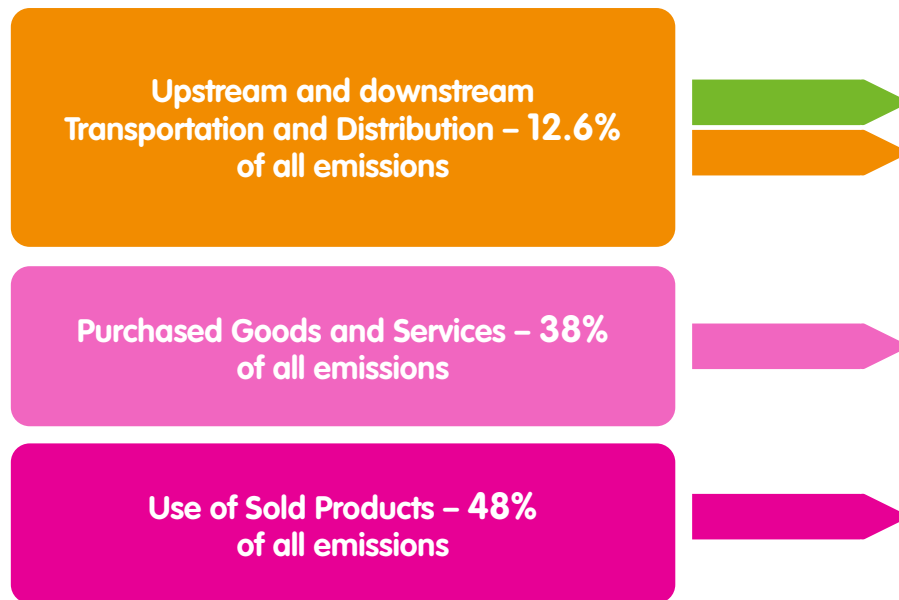 Upstream and downstream
Transportation and Distribution – 12.6%
of all emissions
Purchased Goods and Services – 38%
of all emissions
Use of Sold Products – 48%
of all emissions